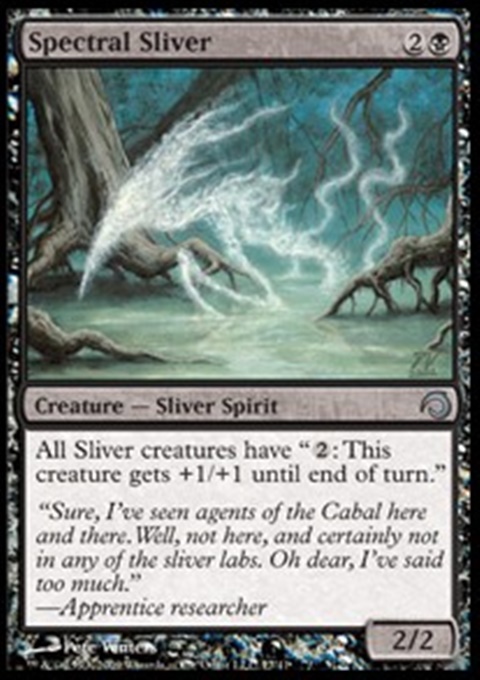 Spectral Sliver 2
Creature — Sliver Spirit
All Sliver creatures have “2: This
creature gets +1/+1 until end of turn.”
“Sure, I’ve seen agents of the Cabal here
and there. Well, not here, and certainly not
in any of the sliver labs. Oh dear, I’ve said
too much.”
—Apprentice researcher
2/2
Pete Venters